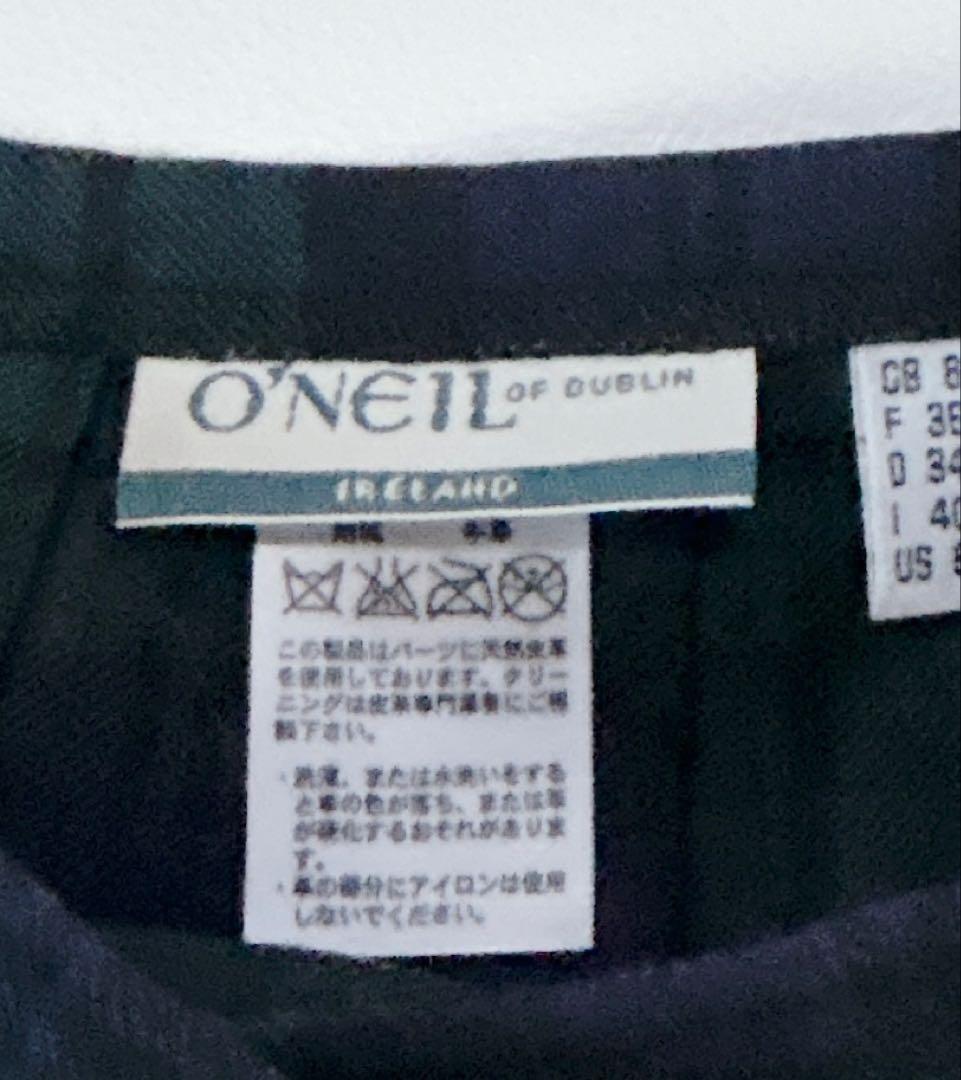 O'NEIL OF DUBLIN
IRELAND
この製品はパーツに天然皮革
を使用しております。クリー
ニングは皮革専門業者にご相
談下さい。
・洗濯、または水洗いをする
と革の色が落ち、または革
が硬化するおそれがありま
す。
・革の部分にアイロンは使用
しないでください。
GB 8
F 36
D 34
I 40
US